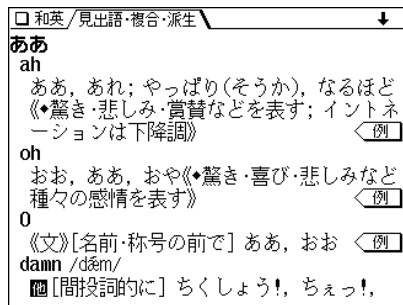 和英/見出語・複合・派生 ↓
ああ
ah
ああ, あれ; やっぱり(そうか), なるほど
《◆驚き・悲しみ・賞賛などを表す; イントネ
ーションは下降調》 例
oh
おお, ああ, おや《◆驚き・喜び・悲しみなど
種々の感情を表す》 例
O
《文》[名前・称号の前で] ああ, おお 例
damn /dǽm/
他 [間投詞的に] ちくしょう!, ちぇっ!,